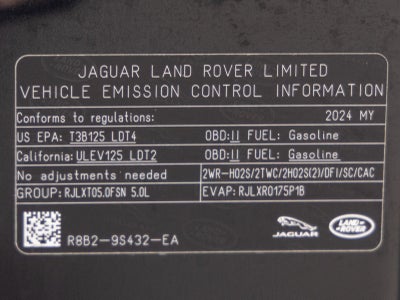 JAGUAR LAND ROVER LIMITED
VEHICLE EMISSION CONTROL INFORMATION
Conforms to regulations: 2024 MY
US EPA: T3B125 LDT4 OBD:II FUEL: Gasoline
California: ULEV125 LDT2 OBD:II FUEL: Gasoline
No adjustments needed 2WR-HO2S/2TWC/2HO2S(2)/DFI/SC/CAC
GROUP: RJLXT05.0FSN 5.0L EVAP: RJLXR0175P1B
R8B2-9S432-EA
JAGUAR
LAND ROVER